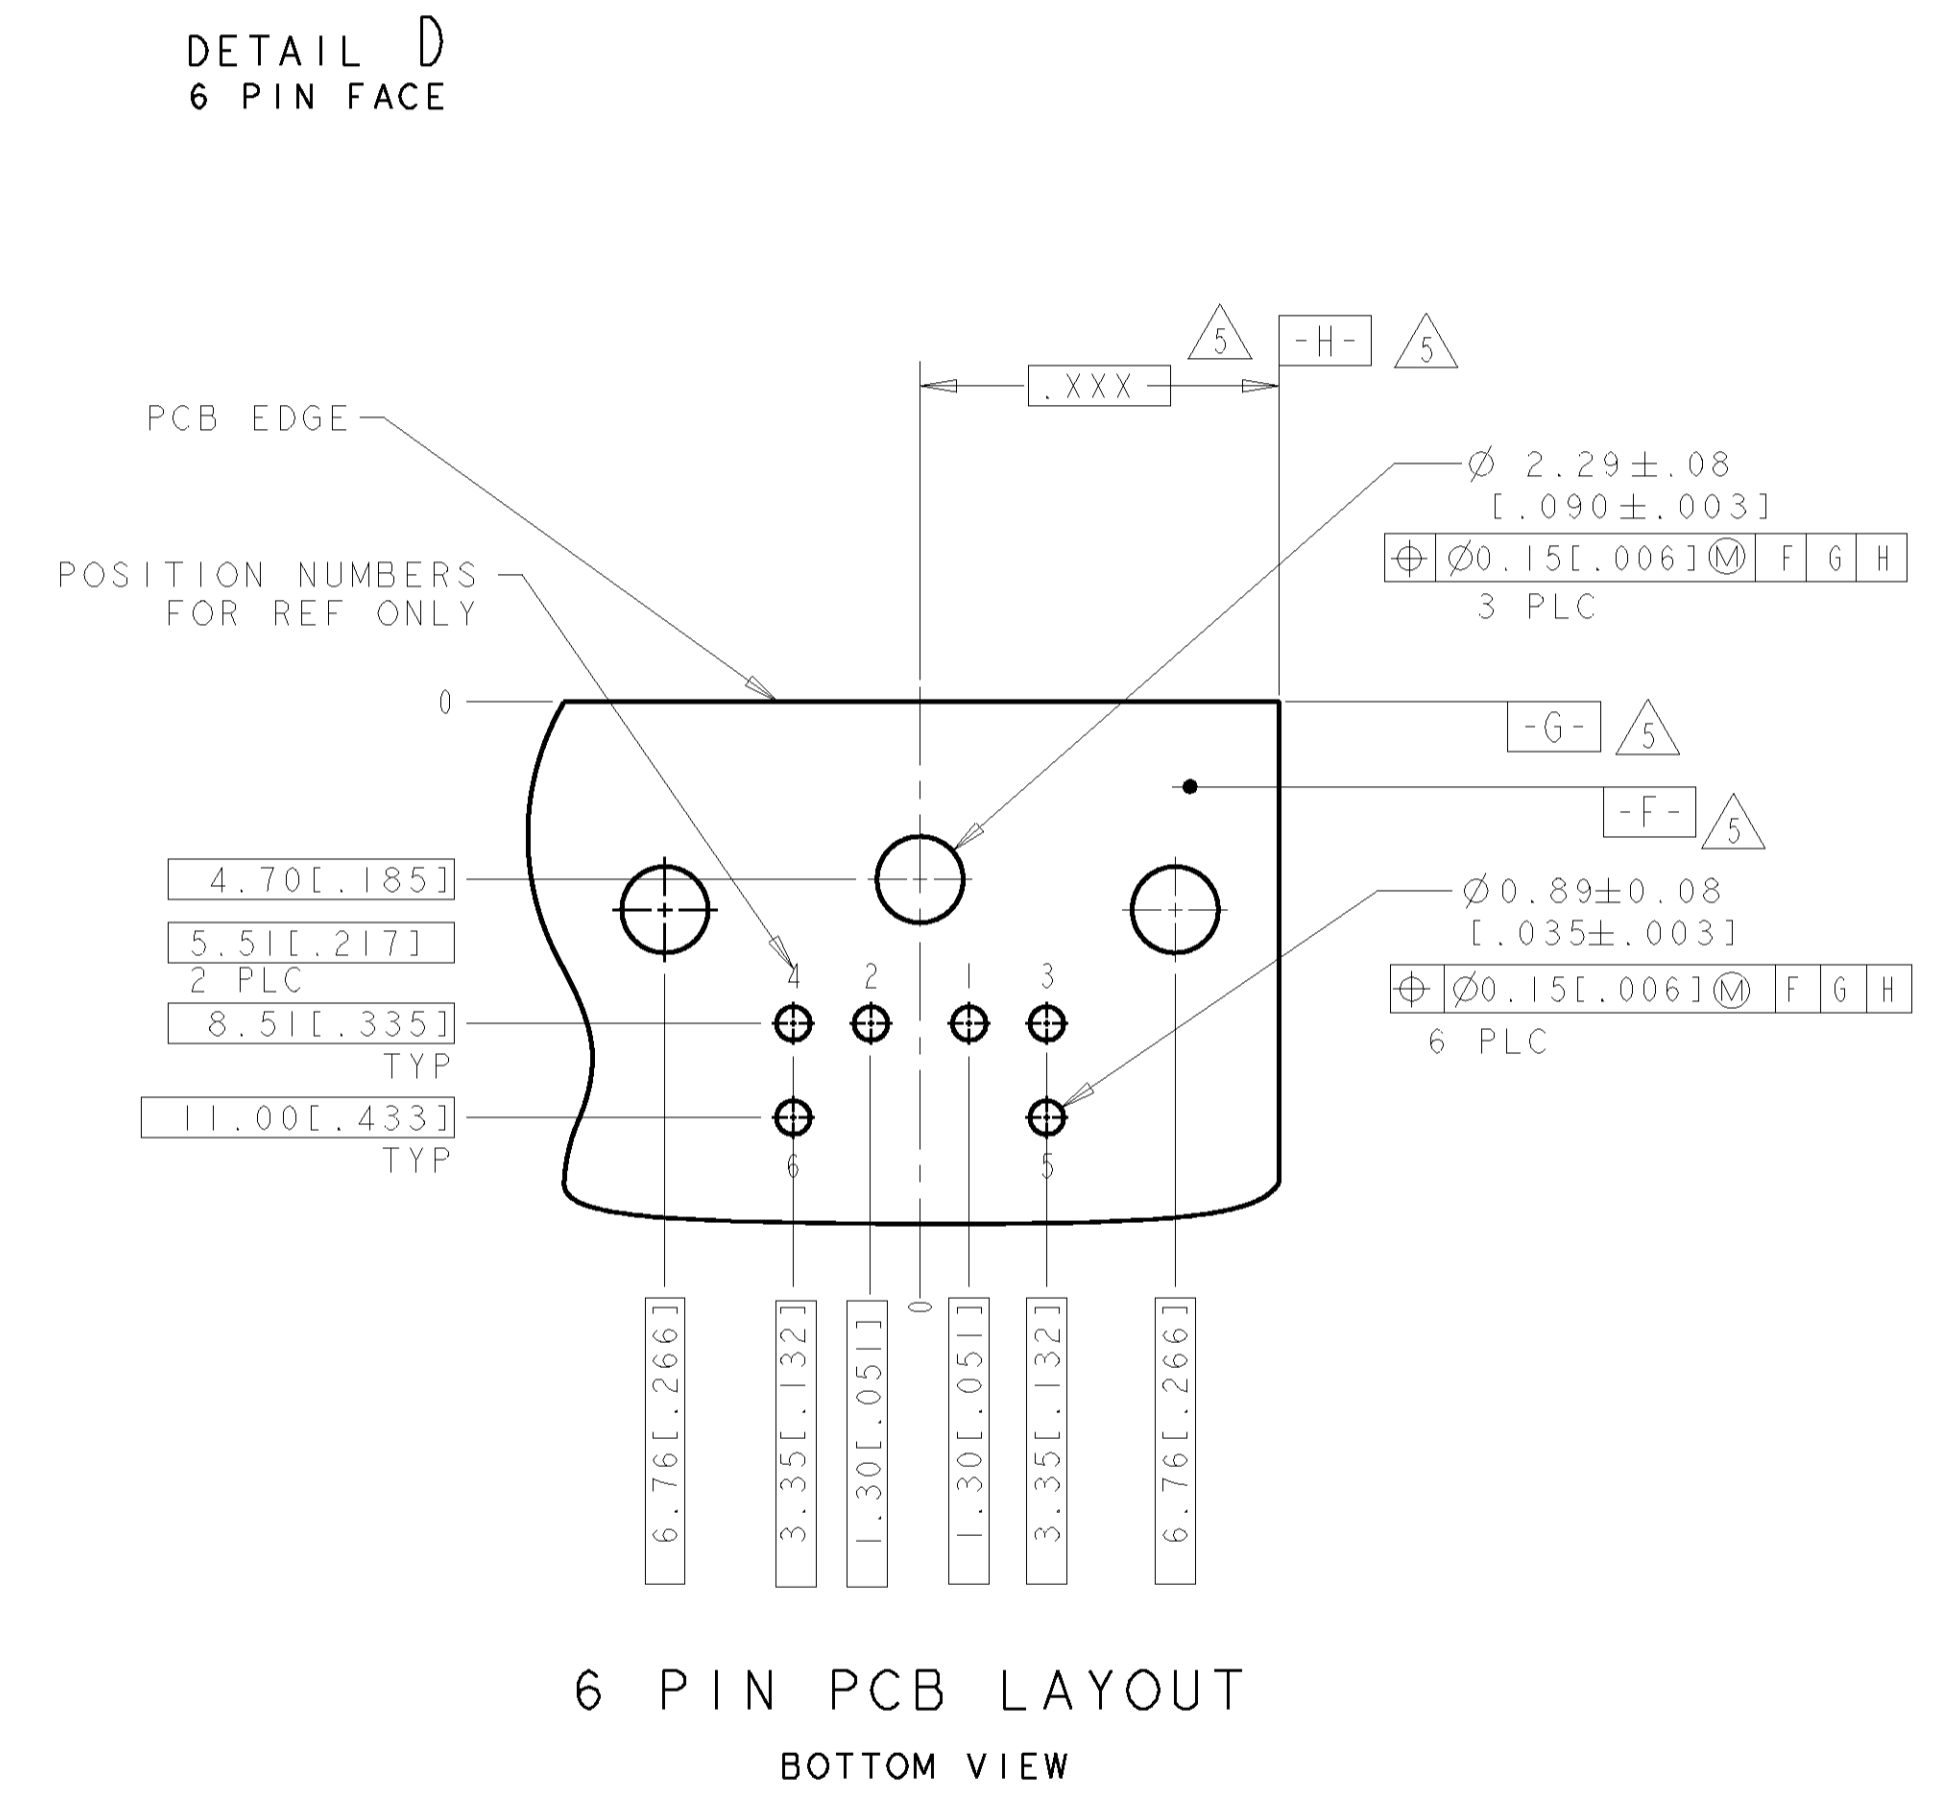 DETAIL D
6 PIN FACE
5
-H-
5
.XXX
PCB EDGE
Ø 2.29±.08
[.090±.003]
⌖ Ø0.15[.006]Ⓜ F G H
3 PLC
POSITION NUMBERS
FOR REF ONLY
0
-G-
5
-F-
5
4.70[.185]
5.51[.217]
2 PLC
8.51[.335]
TYP
11.00[.433]
TYP
Ø0.89±0.08
[.035±.003]
⌖ Ø0.15[.006]Ⓜ F G H
6 PLC
4 2 1 3
6 5
6.76[.266]
3.35[.132]
1.30[.051]
0
1.30[.051]
3.35[.132]
6.76[.266]
6 PIN PCB LAYOUT
BOTTOM VIEW